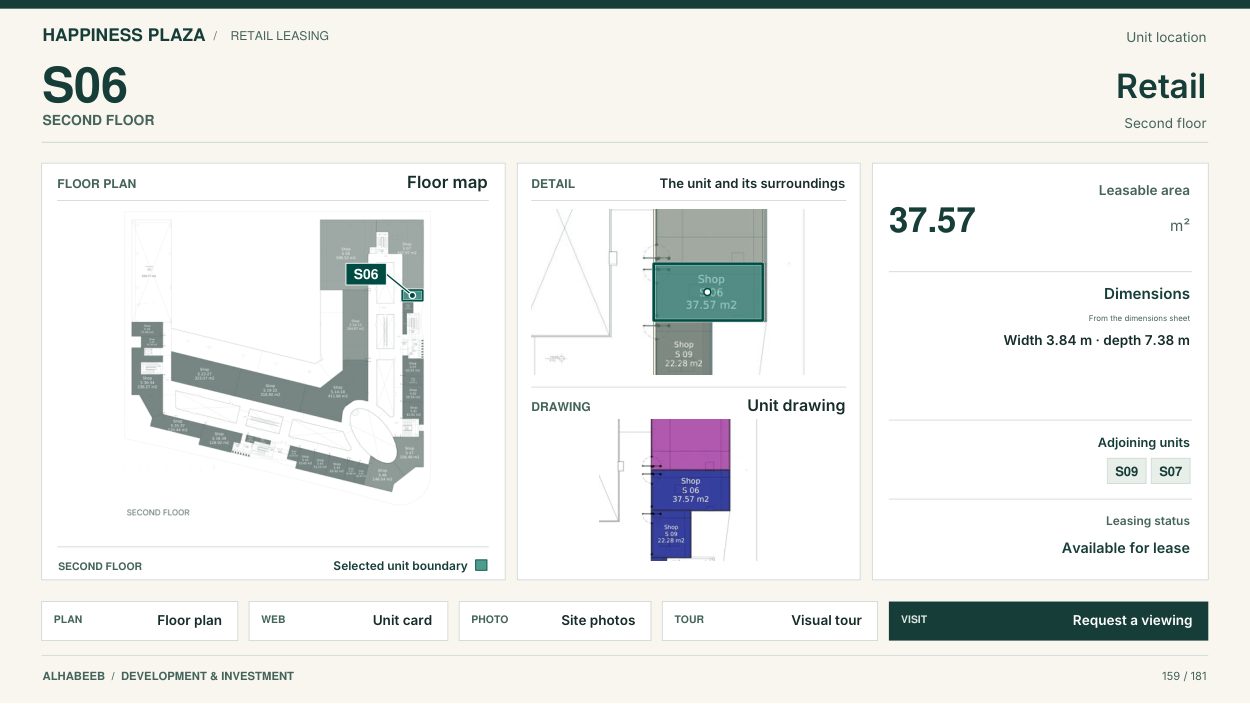 HAPPINESS PLAZA / RETAIL LEASING
Unit location
S06
Retail
SECOND FLOOR
Second floor
FLOOR PLAN
Floor map
S06
SECOND FLOOR
SECOND FLOOR
Selected unit boundary
DETAIL
The unit and its surroundings
Shop
S 06
37.57 m2
Shop
S 09
22.28 m2
DRAWING
Unit drawing
Shop
S 06
37.57 m2
Shop
S 09
22.28 m2
Leasable area
37.57 m²
Dimensions
From the dimensions sheet
Width 3.84 m · depth 7.38 m
Adjoining units
S09 S07
Leasing status
Available for lease
PLAN Floor plan
WEB Unit card
PHOTO Site photos
TOUR Visual tour
VISIT Request a viewing
ALHABEEB / DEVELOPMENT & INVESTMENT
159 / 181